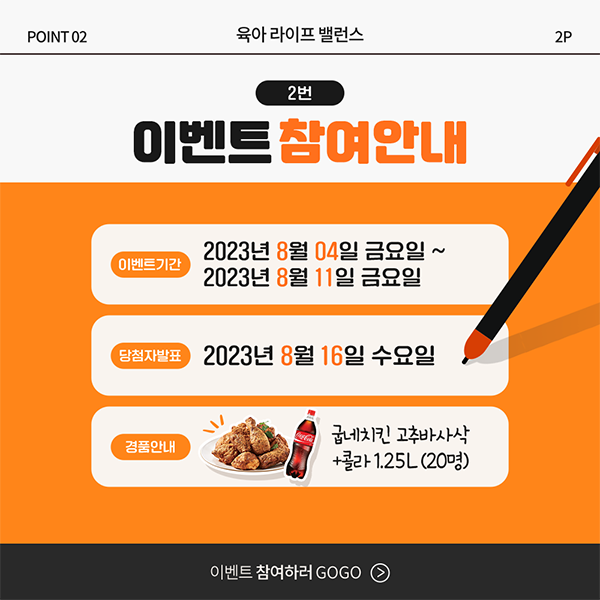 POINT 02
육아 라이프 밸런스
2P
2번
이벤트 참여안내
이벤트기간
2023년 8월 04일 금요일 ~
2023년 8월 11일 금요일
당첨자발표
2023년 8월 16일 수요일
경품안내
Coca-Cola
굽네치킨 고추바사삭
+콜라 1.25L (20명)
이벤트 참여하러 GOGO